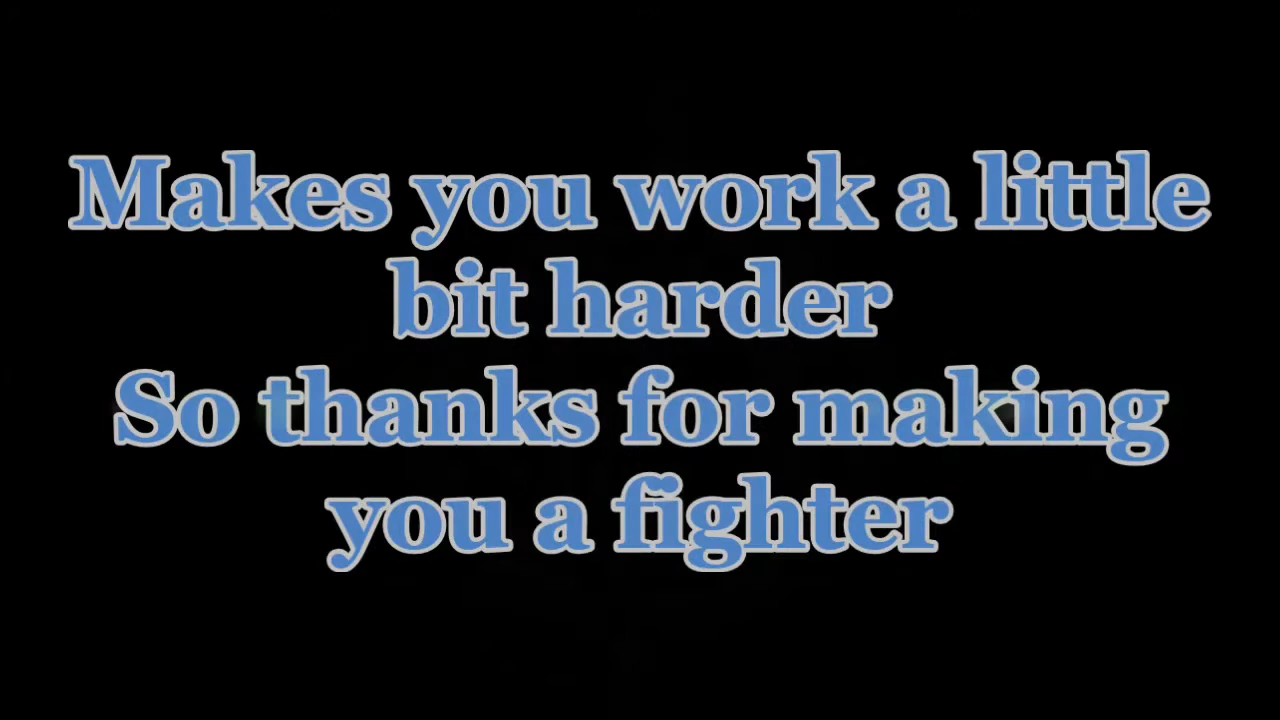 Makes you work a little
bit harder
So thanks for making
you a fighter